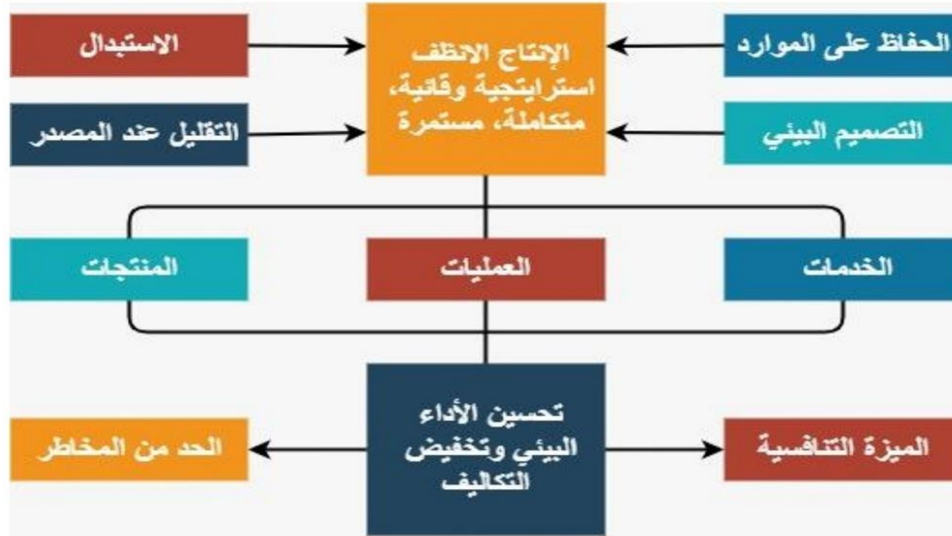 الحفاظ على الموارد
الإنتاج الانظف
استرايتجية وقائية،
متكاملة، مستمرة
الاستبدال
التصميم البيئي
التقليل عند المصدر
الخدمات
العمليات
المنتجات
الميزة التنافسية
تحسين الأداء
البيئي وتخفيض
التكاليف
الحد من المخاطر